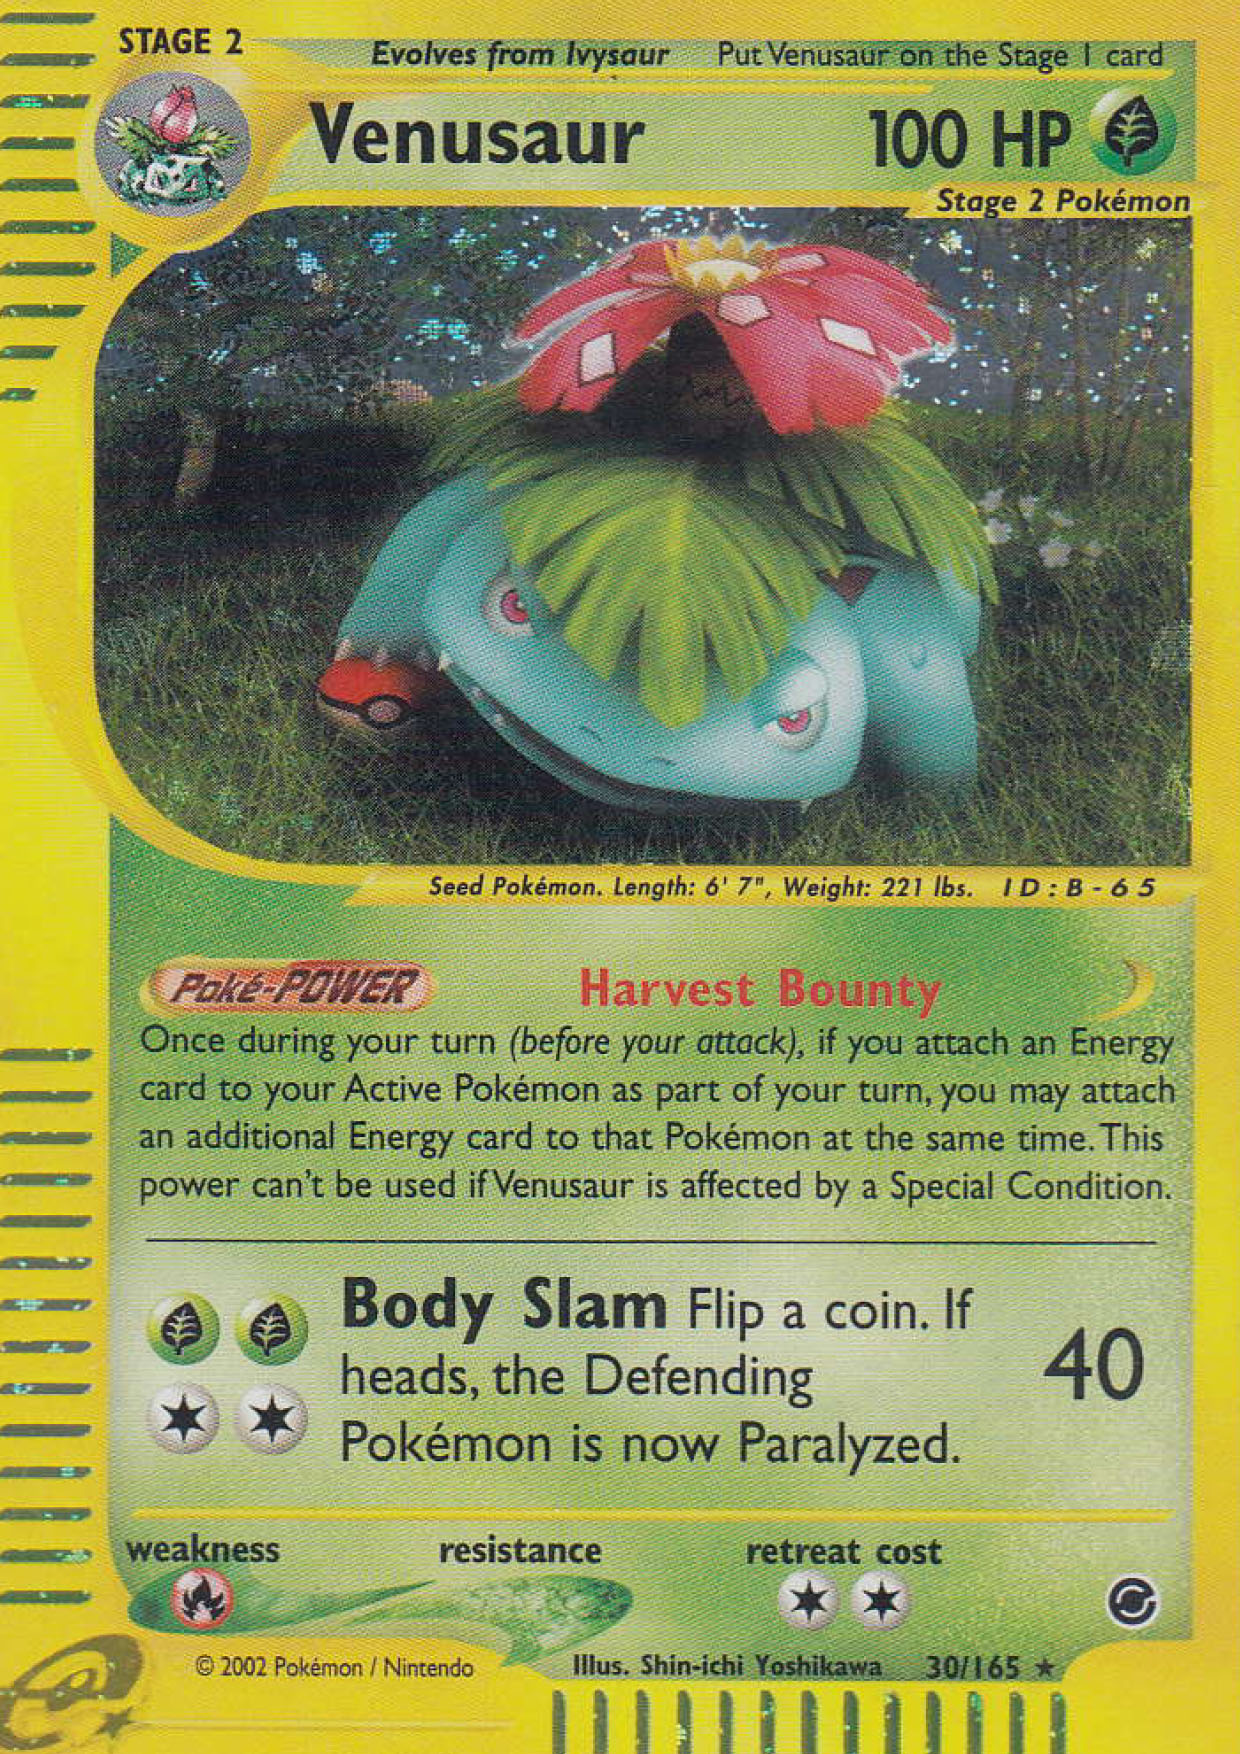 STAGE 2
Evolves from Ivysaur Put Venusaur on the Stage 1 card
Venusaur 100 HP
Stage 2 Pokémon
Seed Pokémon. Length: 6' 7", Weight: 221 lbs. ID:B-65
Poké-POWER Harvest Bounty
Once during your turn (before your attack), if you attach an Energy
card to your Active Pokémon as part of your turn, you may attach
an additional Energy card to that Pokémon at the same time. This
power can't be used if Venusaur is affected by a Special Condition.
Body Slam Flip a coin. If
heads, the Defending
Pokémon is now Paralyzed.
40
weakness resistance retreat cost
© 2002 Pokémon / Nintendo Illus. Shin-ichi Yoshikawa 30/165 ★
e